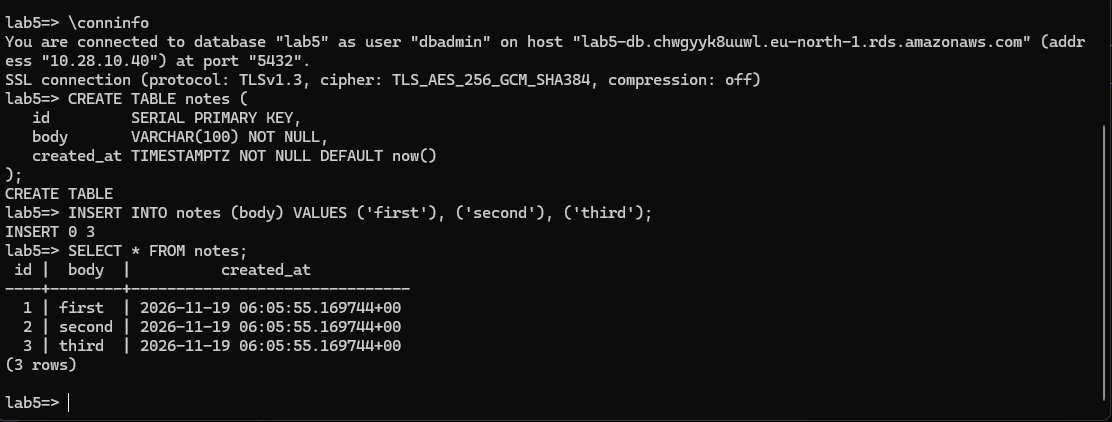 lab5=> \conninfo
You are connected to database "lab5" as user "dbadmin" on host "lab5-db.chwgyyk8uuwl.eu-north-1.rds.amazonaws.com" (addr
ess "10.28.10.40") at port "5432".
SSL connection (protocol: TLSv1.3, cipher: TLS_AES_256_GCM_SHA384, compression: off)
lab5=> CREATE TABLE notes (
   id         SERIAL PRIMARY KEY,
   body       VARCHAR(100) NOT NULL,
   created_at TIMESTAMPTZ NOT NULL DEFAULT now()
);
CREATE TABLE
lab5=> INSERT INTO notes (body) VALUES ('first'), ('second'), ('third');
INSERT 0 3
lab5=> SELECT * FROM notes;
 id |  body  |          created_at
----+--------+-------------------------------
  1 | first  | 2026-11-19 06:05:55.169744+00
  2 | second | 2026-11-19 06:05:55.169744+00
  3 | third  | 2026-11-19 06:05:55.169744+00
(3 rows)

lab5=>